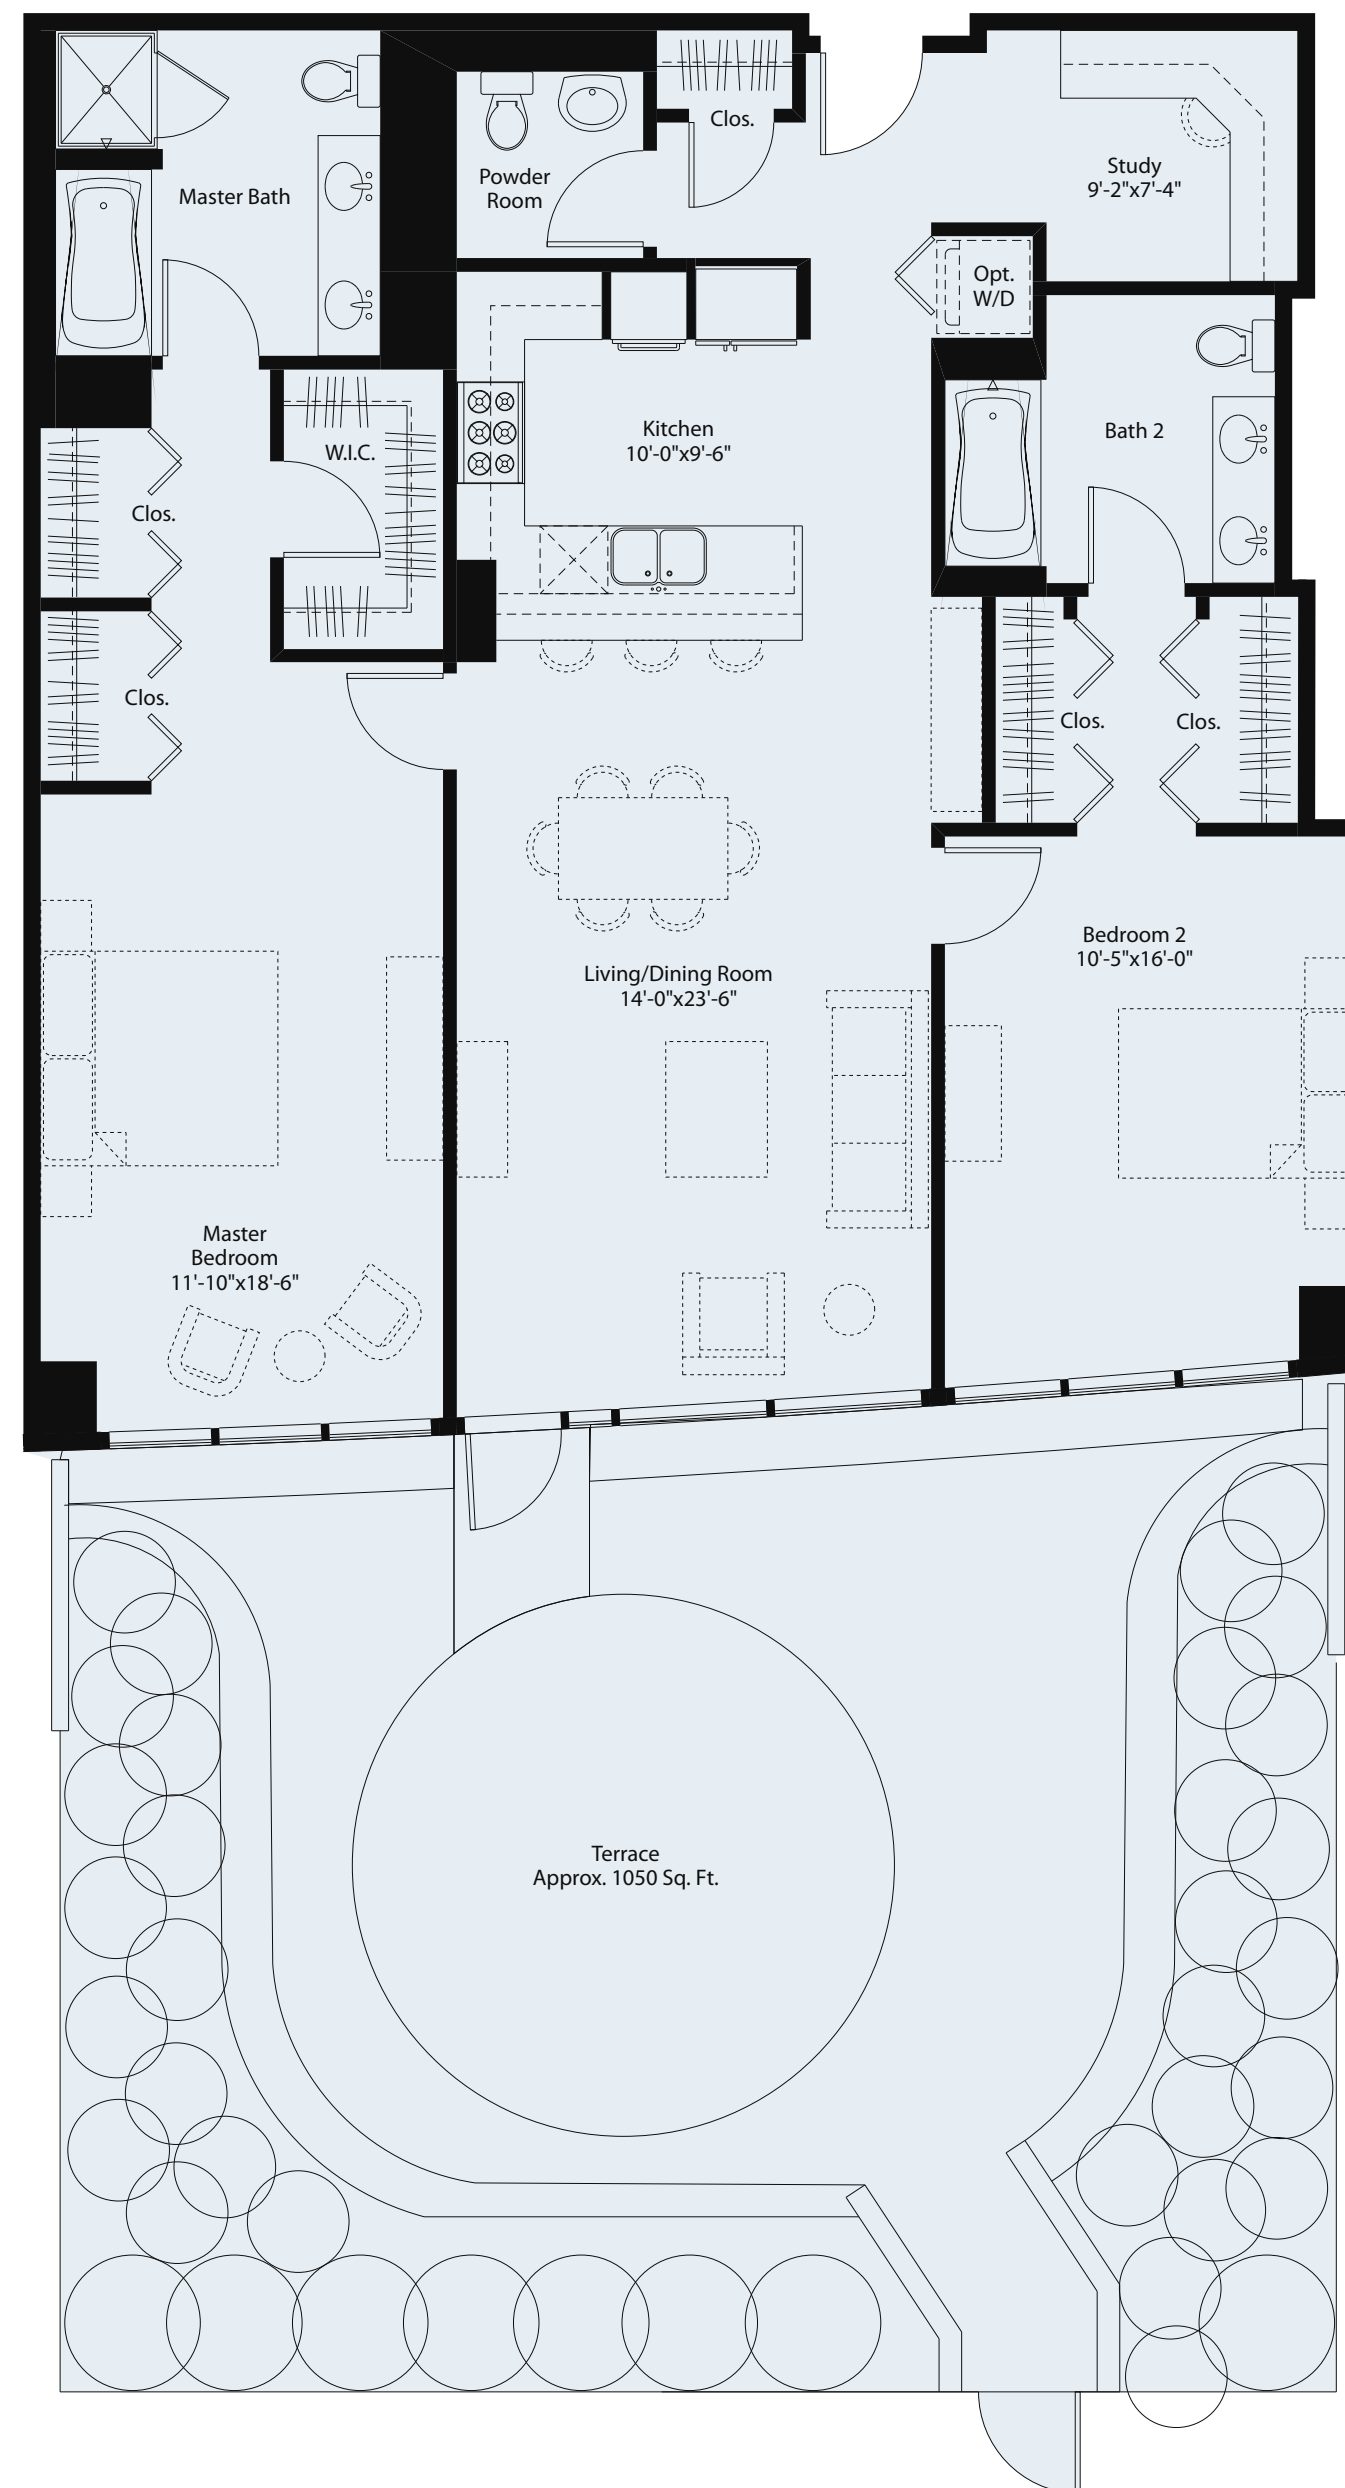 Clos.
Study
9'-2"x7'-4"
Powder
Room
Master Bath
Opt.
W/D
Kitchen
10'-0"x9'-6"
Bath 2
W.I.C.
Clos.
Clos.
Clos.
Clos.
Bedroom 2
10'-5"x16'-0"
Living/Dining Room
14'-0"x23'-6"
Master
Bedroom
11'-10"x18'-6"
Terrace
Approx. 1050 Sq. Ft.